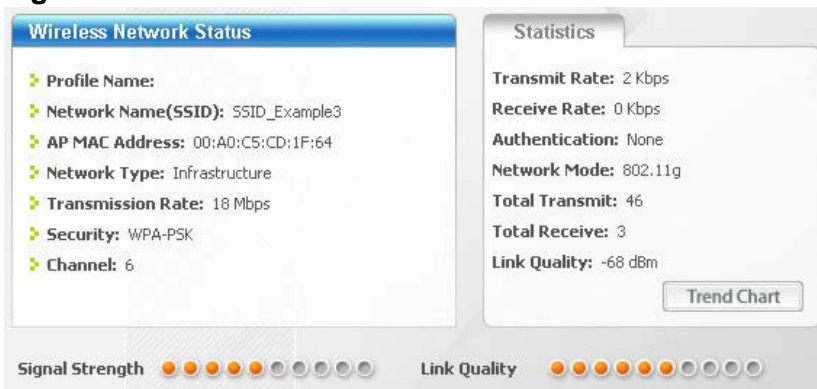 Wireless Network Status
Profile Name:
Network Name(SSID): SSID_Example3
AP MAC Address: 00:A0:C5:CD:1F:64
Network Type: Infrastructure
Transmission Rate: 18 Mbps
Security: WPA-PSK
Channel: 6
Statistics
Transmit Rate: 2 Kbps
Receive Rate: 0 Kbps
Authentication: None
Network Mode: 802.11g
Total Transmit: 46
Total Receive: 3
Link Quality: -68 dBm
Trend Chart
Signal Strength
Link Quality